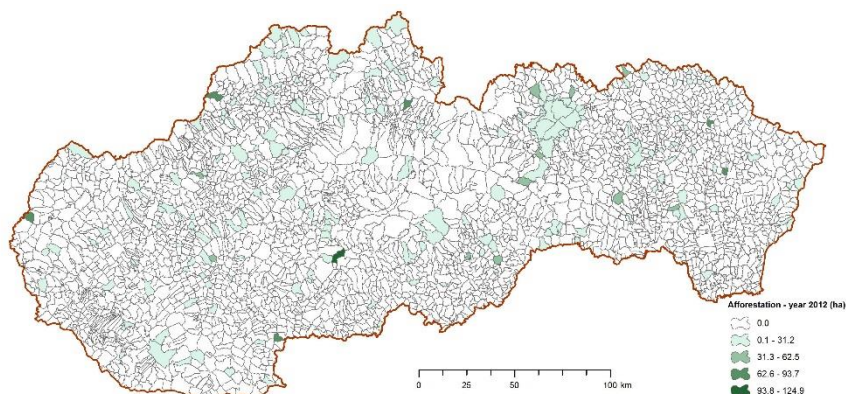 Afforestation - year 2012 (ha)
0.0
0.1 - 31.2
31.3 - 62.5
62.6 - 93.7
93.8 - 124.9
0 25 50 100 km